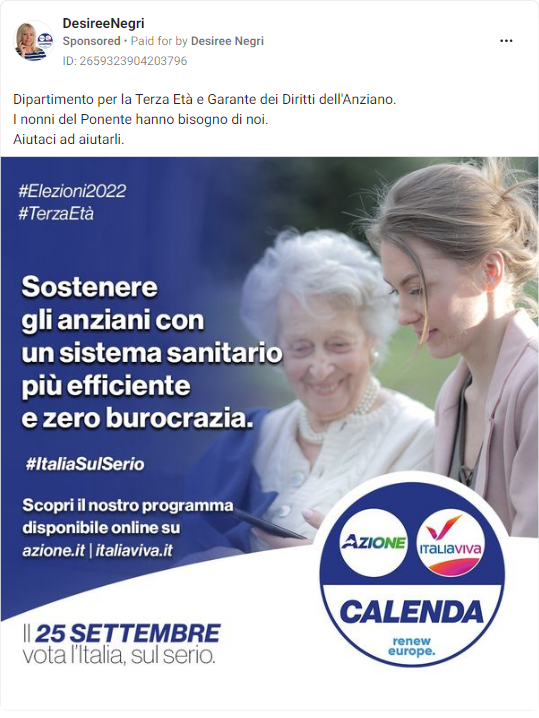 DesireeNegri
Sponsored • Paid for by Desiree Negri
ID: 2659323904203796
Dipartimento per la Terza Età e Garante dei Diritti dell'Anziano.
I nonni del Ponente hanno bisogno di noi.
Aiutaci ad aiutarli.
#Elezioni2022
#TerzaEtà
Sostenere
gli anziani con
un sistema sanitario
più efficiente
e zero burocrazia.
#ItaliaSulSerio
Scopri il nostro programma
disponibile online su
azione.it | italiaviva.it
AZIONE
ITALIAVIVA
CALENDA
renew
europe.
Il 25 SETTEMBRE
vota l'Italia, sul serio.